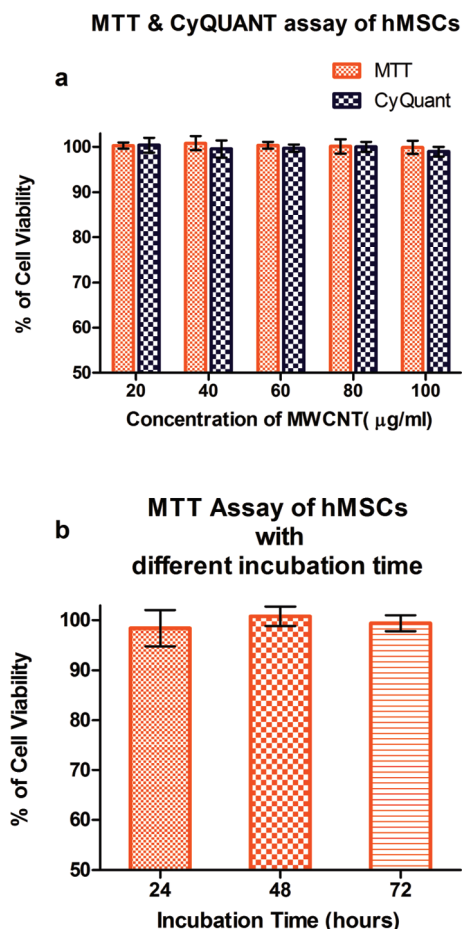 MTT & CyQUANT assay of hMSCs
a
MTT
CyQuant
% of Cell Viability
100
90
80
70
60
50
20 40 60 80 100
Concentration of MWCNT( μg/ml)
b
MTT Assay of hMSCs
with
different incubation time
% of Cell Viability
100
90
80
70
60
50
24 48 72
Incubation Time (hours)